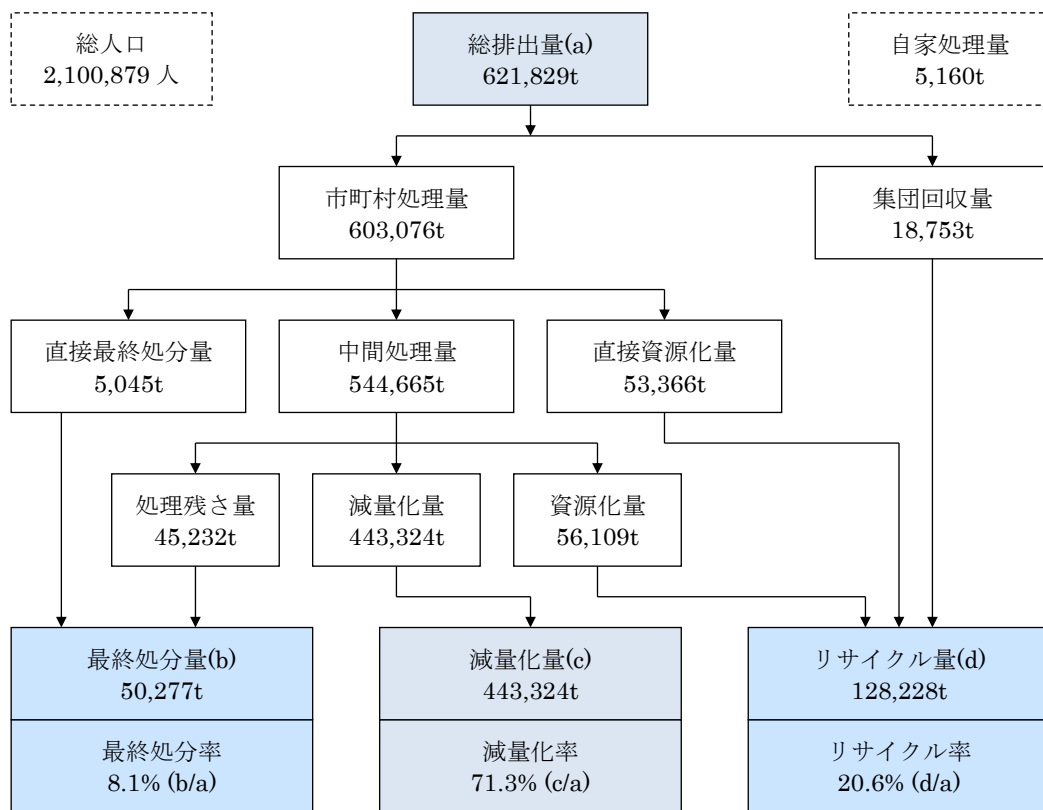 総人口
2,100,879 人
総排出量(a)
621,829t
自家処理量
5,160t
市町村処理量
603,076t
集団回収量
18,753t
直接最終処分量
5,045t
中間処理量
544,665t
直接資源化量
53,366t
処理残さ量
45,232t
減量化量
443,324t
資源化量
56,109t
最終処分量(b)
50,277t
減量化量(c)
443,324t
リサイクル量(d)
128,228t
最終処分率
8.1% (b/a)
減量化率
71.3% (c/a)
リサイクル率
20.6% (d/a)